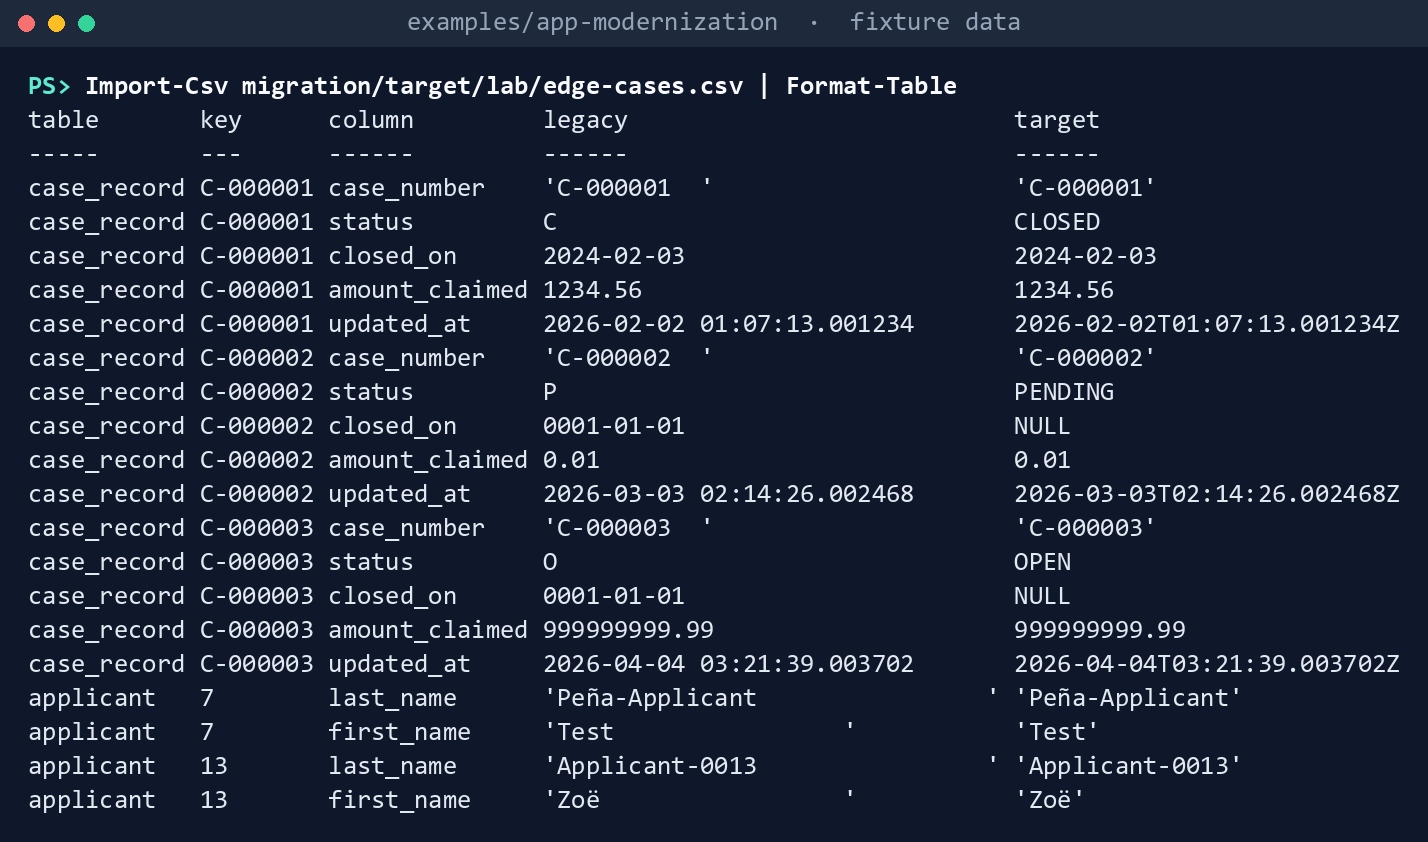 examples/app-modernization  ·  fixture data
PS> Import-Csv migration/target/lab/edge-cases.csv | Format-Table
table       key      column         legacy                           target
-----       ---      ------         ------                           ------
case_record C-000001 case_number    'C-000001  '                     'C-000001'
case_record C-000001 status         C                                CLOSED
case_record C-000001 closed_on      2024-02-03                       2024-02-03
case_record C-000001 amount_claimed 1234.56                          1234.56
case_record C-000001 updated_at     2026-02-02 01:07:13.001234       2026-02-02T01:07:13.001234Z
case_record C-000002 case_number    'C-000002  '                     'C-000002'
case_record C-000002 status         P                                PENDING
case_record C-000002 closed_on      0001-01-01                       NULL
case_record C-000002 amount_claimed 0.01                             0.01
case_record C-000002 updated_at     2026-03-03 02:14:26.002468       2026-03-03T02:14:26.002468Z
case_record C-000003 case_number    'C-000003  '                     'C-000003'
case_record C-000003 status         O                                OPEN
case_record C-000003 closed_on      0001-01-01                       NULL
case_record C-000003 amount_claimed 999999999.99                     999999999.99
case_record C-000003 updated_at     2026-04-04 03:21:39.003702       2026-04-04T03:21:39.003702Z
applicant   7        last_name      'Peña-Applicant                ' 'Peña-Applicant'
applicant   7        first_name     'Test                '           'Test'
applicant   13       last_name      'Applicant-0013                ' 'Applicant-0013'
applicant   13       first_name     'Zoë                 '           'Zoë'